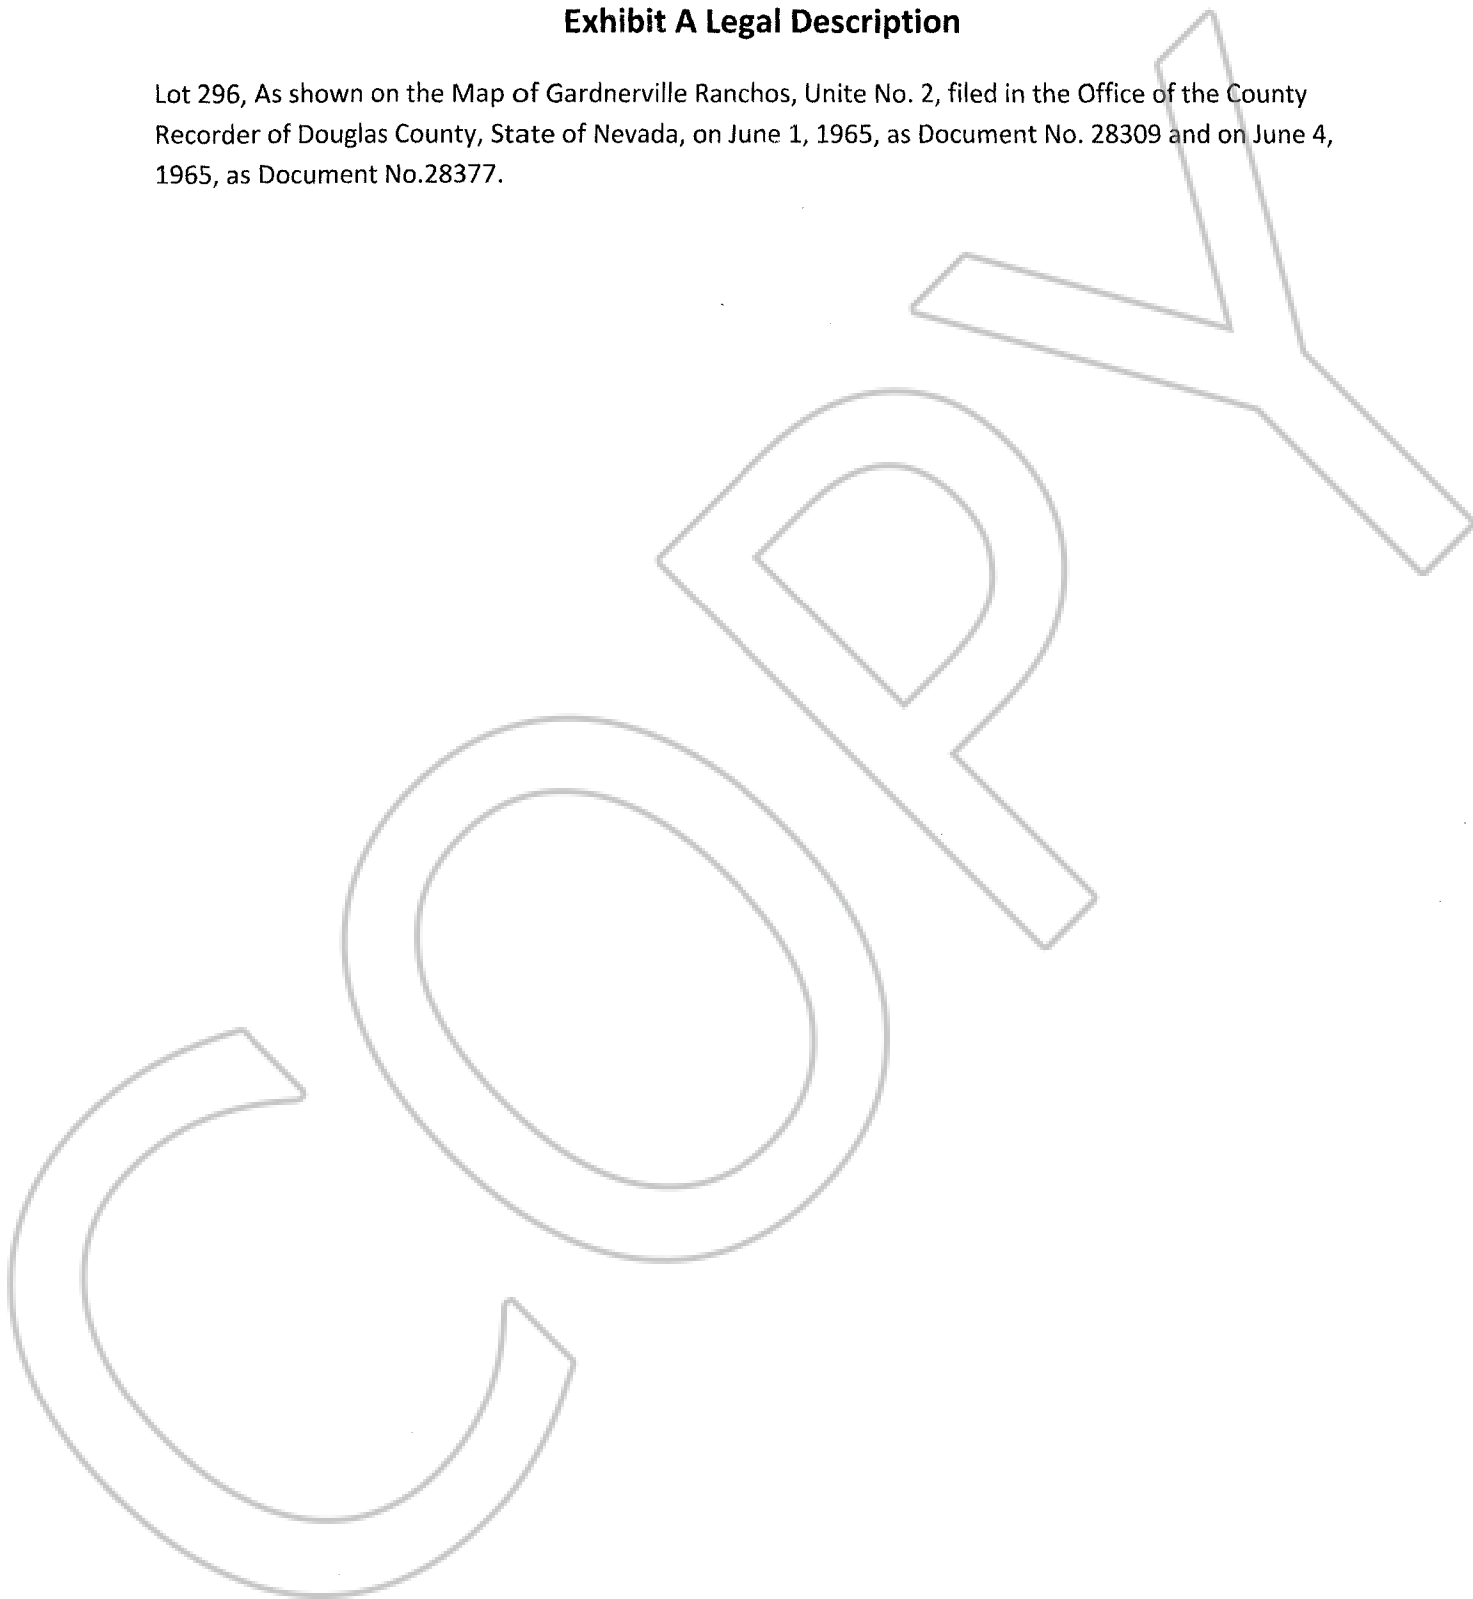 Exhibit A Legal Description
Lot 296, As shown on the Map of Gardnerville Ranchos, Unite No. 2, filed in the Office of the County
Recorder of Douglas County, State of Nevada, on June 1, 1965, as Document No. 28309 and on June 4,
1965, as Document No.28377.
COPY